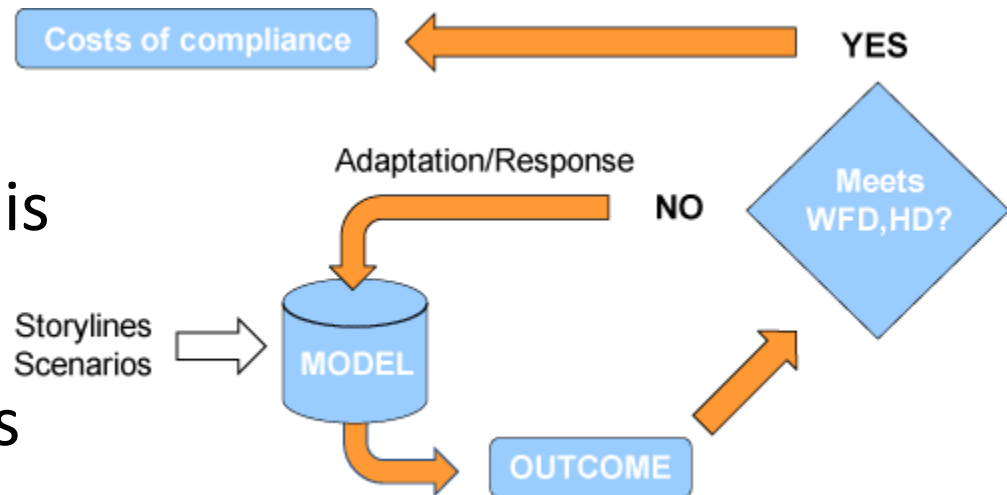 Costs of compliance
YES
Adaptation/Response
is
NO
Meets
WFD,HD?
Storylines
Scenarios
MODEL
s
OUTCOME